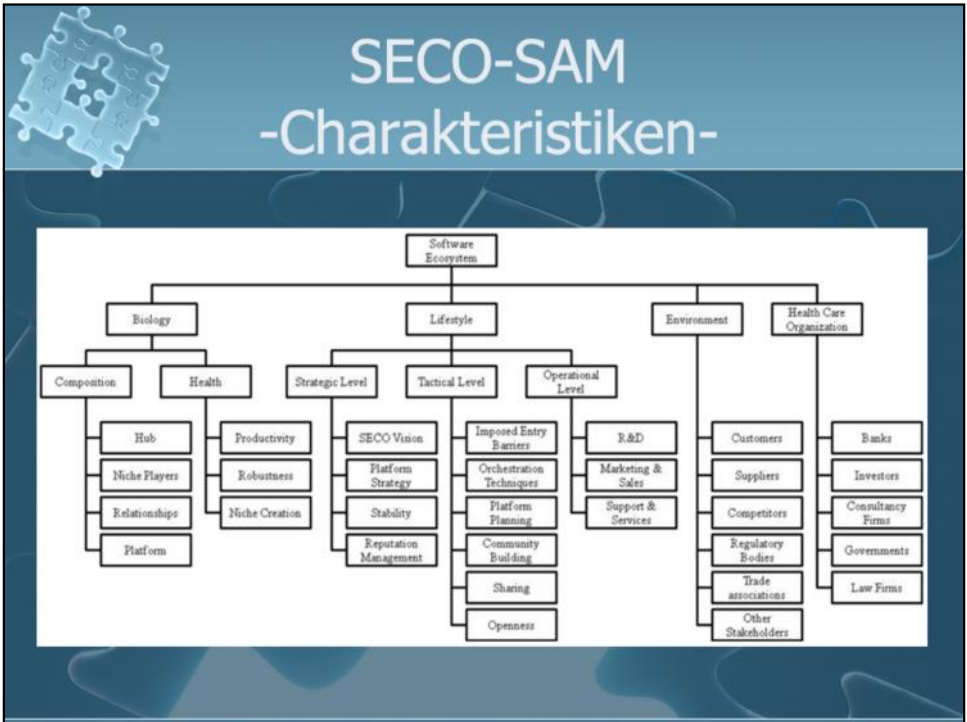 SECO-SAM
-Charakteristiken-
Software
Ecosystem
Biology
Lifestyle
Environment
Health Care
Organization
Composition
Health
Strategic Level
Tactical Level
Operational
Level
Hub
Niche Players
Relationships
Platform
Productivity
Robustness
Niche Creation
SECO Vision
Platform
Strategy
Stability
Reputation
Management
Imposed Entry
Barriers
Orchestration
Techniques
Platform
Planning
Community
Building
Sharing
Openness
R&D
Marketing &
Sales
Support &
Services
Customers
Suppliers
Competitors
Regulatory
Bodies
Trade
associations
Other
Stakeholders
Banks
Investors
Consultancy
Firms
Governments
Law Firms